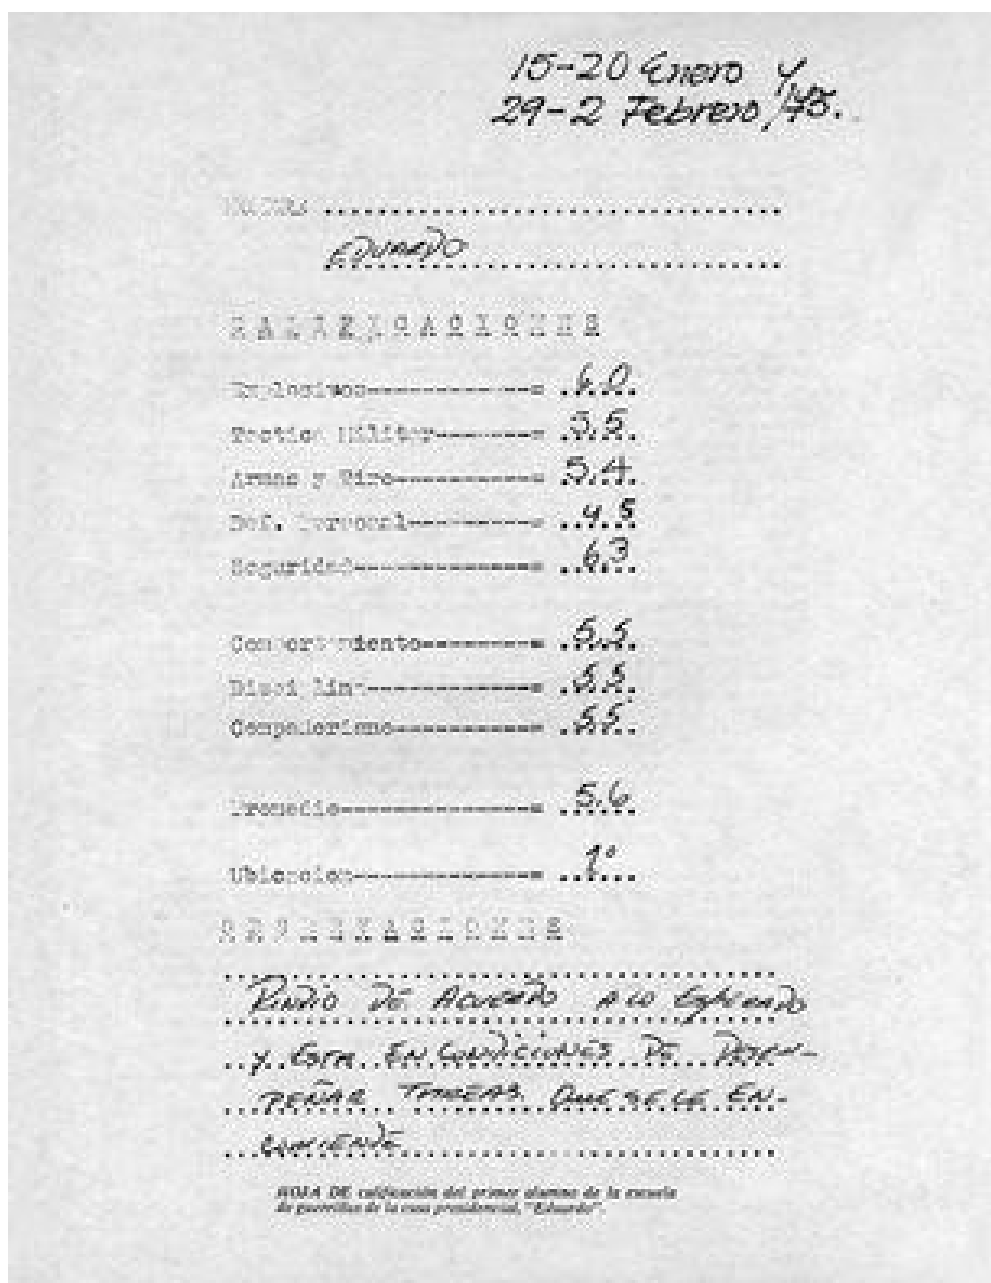 15-20 Enero y
29-2 Febrero /73.
..................................
EDUARDO..................................
CALIFICACIONES
Explosivos-------------= .6.0.
Tactica Militar--------= .3.5.
Armas y Tiro-----------= .5.4.
Def. Personal----------= ..4.5
Seguridad--------------= ..6.3
Comportamiento---------= .5.5.
Disciplina-------------= .5.5.
Compañerismo-----------= .5.5.
Promedio---------------= .5.6.
Ubicacion--------------= ..1°...
OBSERVACIONES
RINDIO DE ACUERDO A LO ESPERADO
Y ESTA EN CONDICIONES DE DESEM-
PEÑAR TAREAS QUE SE LE EN-
COMIENDE
HOJA DE calificación del primer alumno de la escuela
de guerrillas de la casa presidencial, "Eduardo".